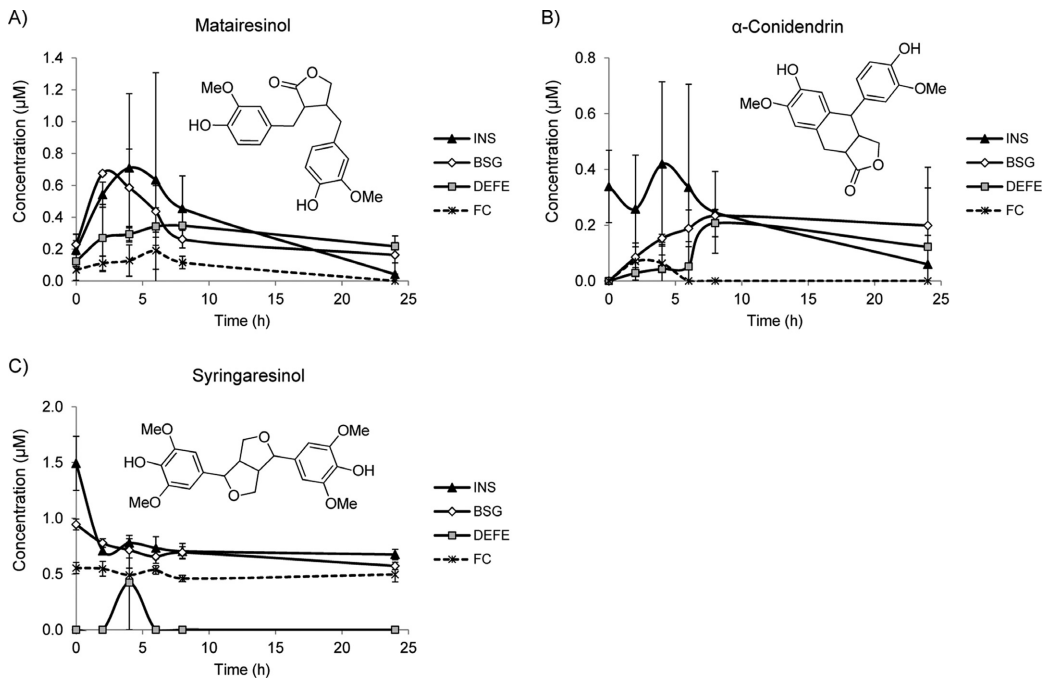 A)
Matairesinol
Concentration (µM)
1.4
1.2
1.0
0.8
0.6
0.4
0.2
0.0
0 5 10 15 20 25
Time (h)
O
O
MeO
HO
OMe
HO
INS
BSG
DEFE
FC
B)
α-Conidendrin
Concentration (µM)
0.8
0.6
0.4
0.2
0.0
0 5 10 15 20 25
Time (h)
OH
HO
OMe
MeO
O
O
INS
BSG
DEFE
FC
C)
Syringaresinol
Concentration (µM)
2.0
1.5
1.0
0.5
0.0
0 5 10 15 20 25
Time (h)
MeO
OMe
O
HO
OH
MeO
O
OMe
INS
BSG
DEFE
FC